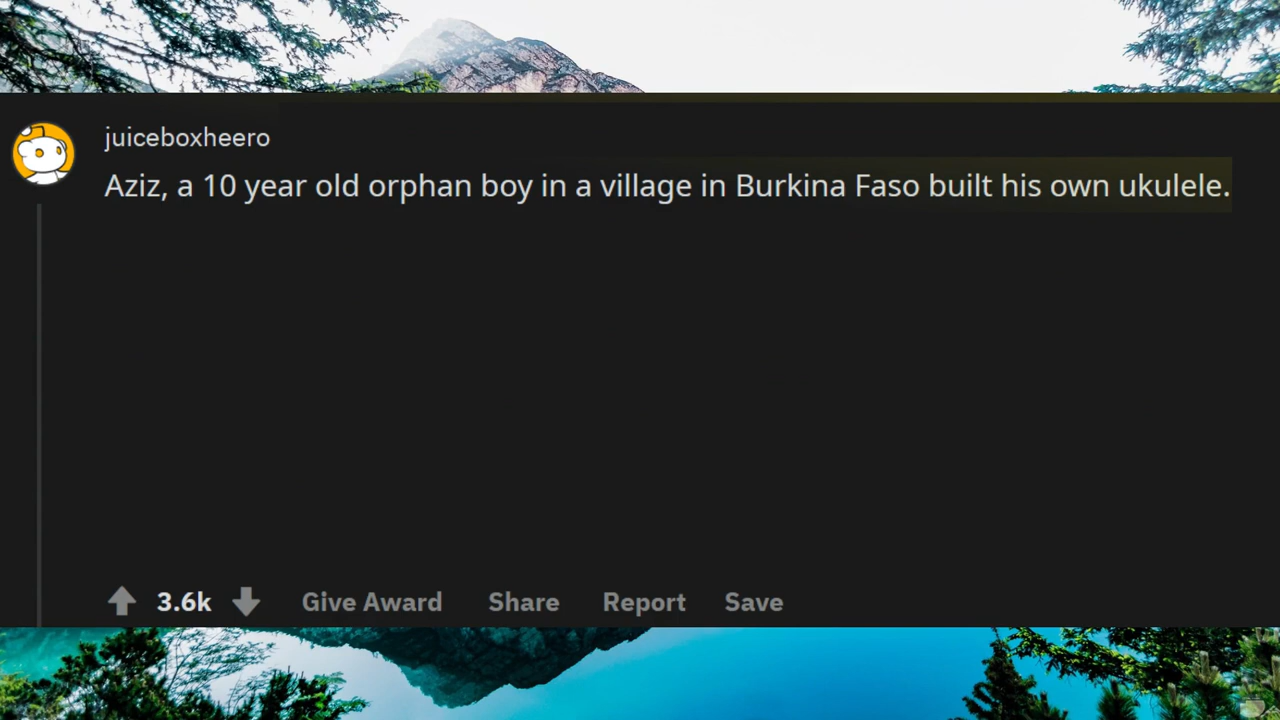 juiceboxheero
Aziz, a 10 year old orphan boy in a village in Burkina Faso built his own ukulele.
3.6k Give Award Share Report Save